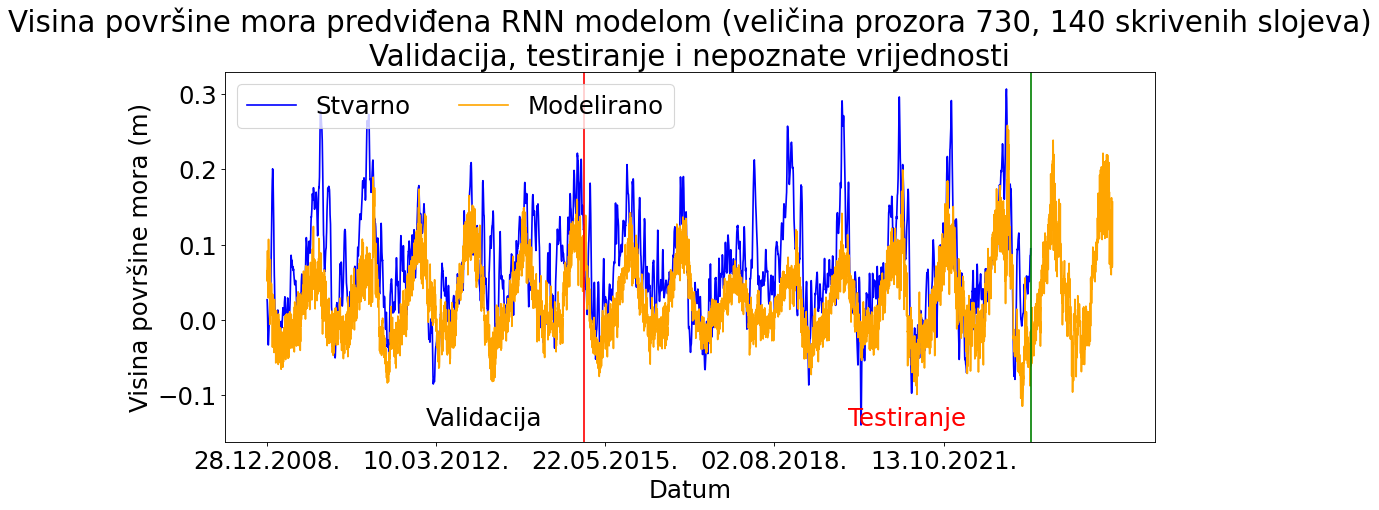 Visina površine mora predviđena RNN modelom (veličina prozora 730, 140 skrivenih slojeva)
Validacija, testiranje i nepoznate vrijednosti
Stvarno Modelirano
Visina površine mora (m)
0.3
0.2
0.1
0.0
−0.1
Validacija Testiranje
28.12.2008. 10.03.2012. 22.05.2015. 02.08.2018. 13.10.2021.
Datum